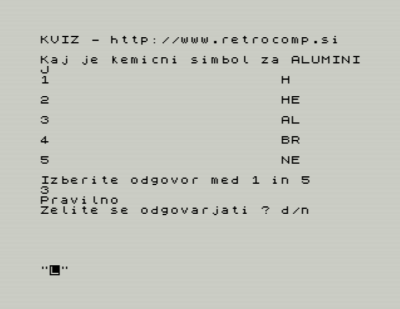 KVIZ - http://www.retrocomp.si
Kaj je kemicni simbol za ALUMINI
J
1 H
2 HE
3 AL
4 BR
5 NE
Izberite odgovor med 1 in 5
3
Pravilno
Zelite se odgovarjati ? d/n
"L"